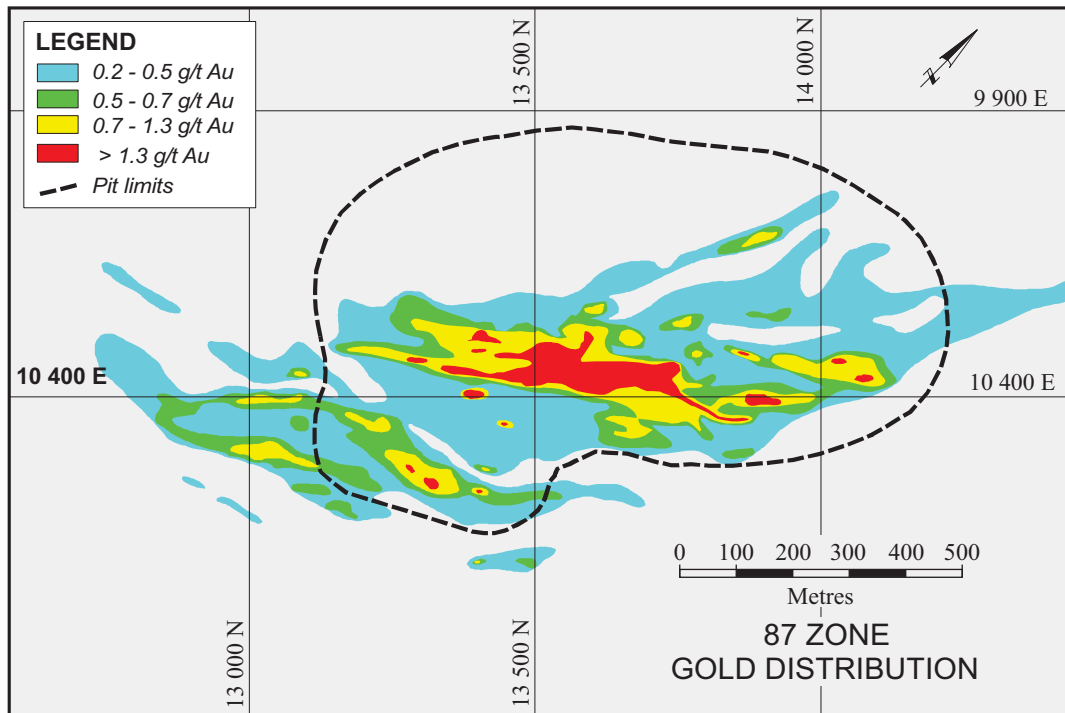 LEGEND
0.2 - 0.5 g/t Au
0.5 - 0.7 g/t Au
0.7 - 1.3 g/t Au
> 1.3 g/t Au
Pit limits
13 500 N
14 000 N
N
9 900 E
10 400 E
10 400 E
13 000 N
13 500 N
0 100 200 300 400 500
Metres
87 ZONE
GOLD DISTRIBUTION